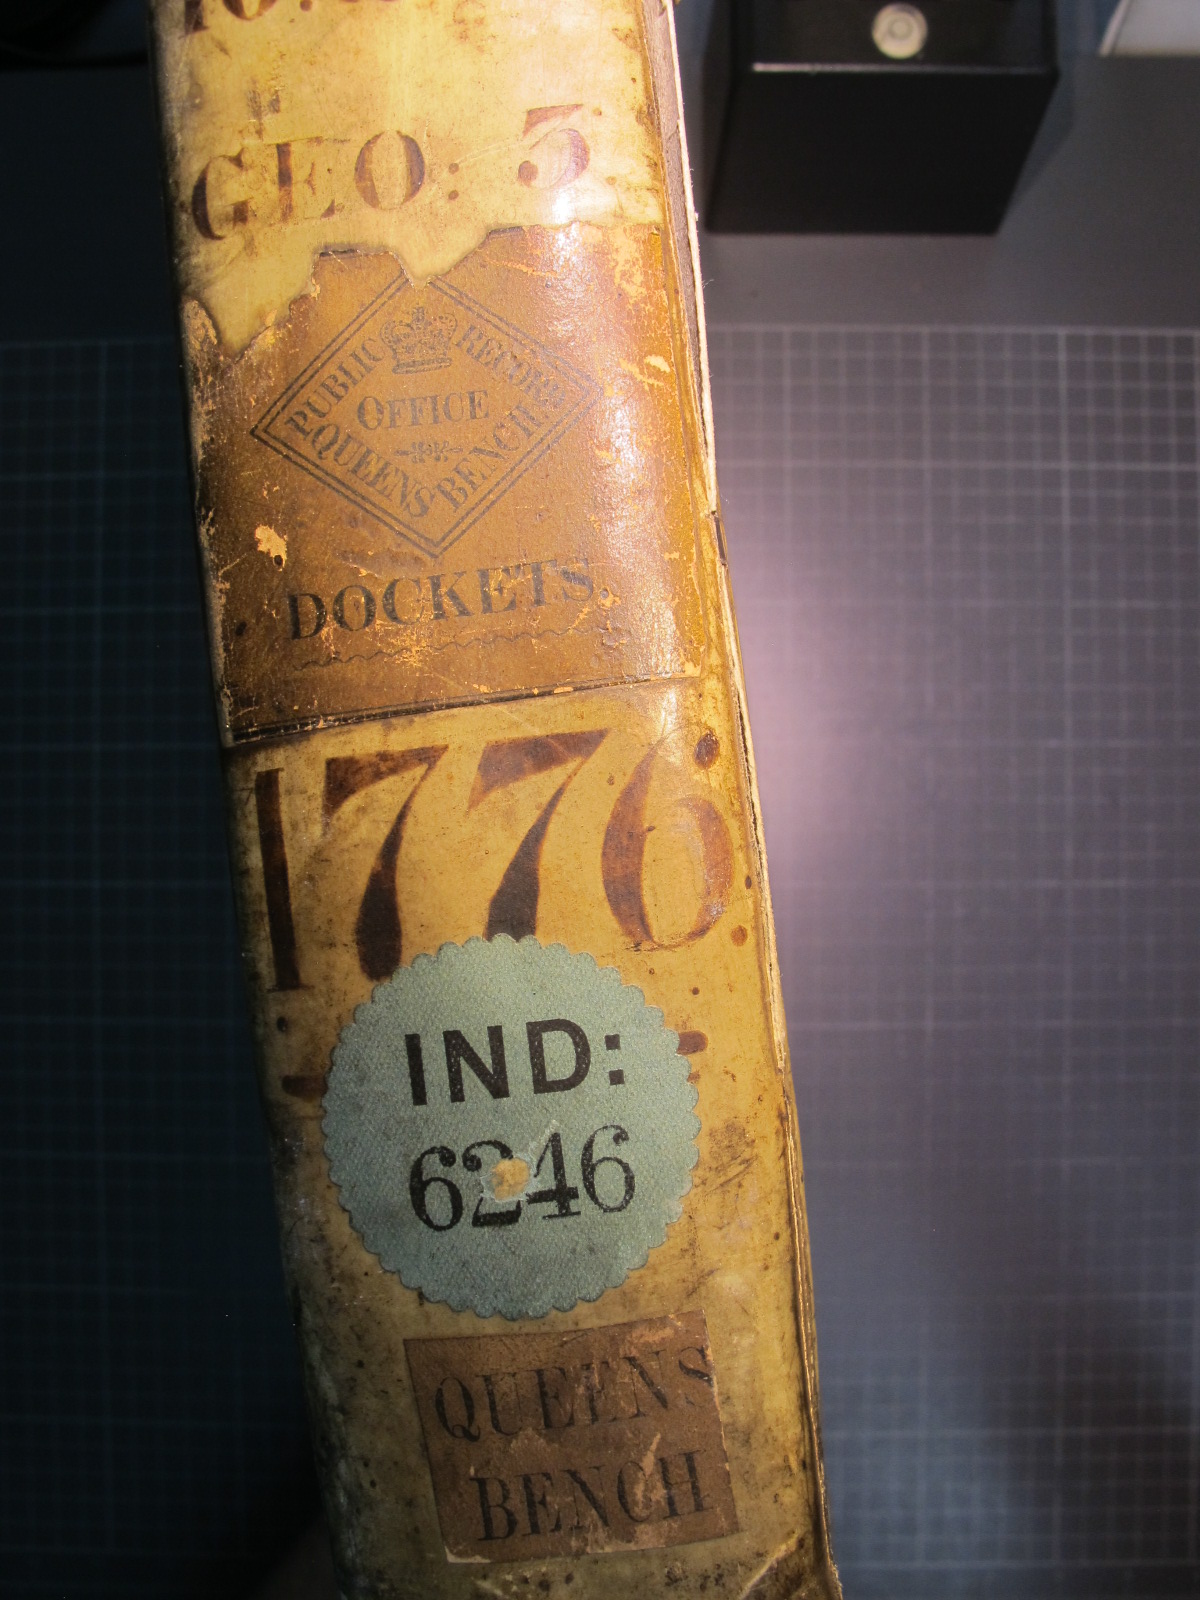 GEO: 3
PUBLIC RECORD
OFFICE
QUEENS BENCH
DOCKETS.
1776
IND:
6246
QUEENS
BENCH